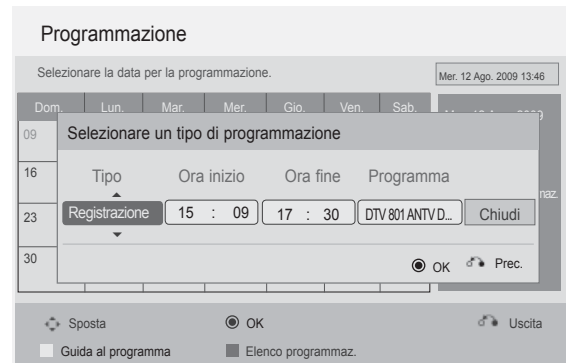 Programmazione
Selezionare la data per la programmazione.
Mer. 12 Ago. 2009 13:46
Dom. Lun. Mar. Mer. Gio. Ven. Sab.
09
Selezionare un tipo di programmazione
16
Tipo Ora inizio Ora fine Programma
naz.
23
Registrazione 15 : 09 17 : 30 DTV 801 ANTV D... Chiudi
30
OK Prec.
Sposta OK Uscita
Guida al programma Elenco programmaz.